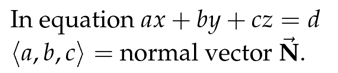 In equation ax + by + cz = d
⟨a, b, c⟩ = normal vector N⃗.